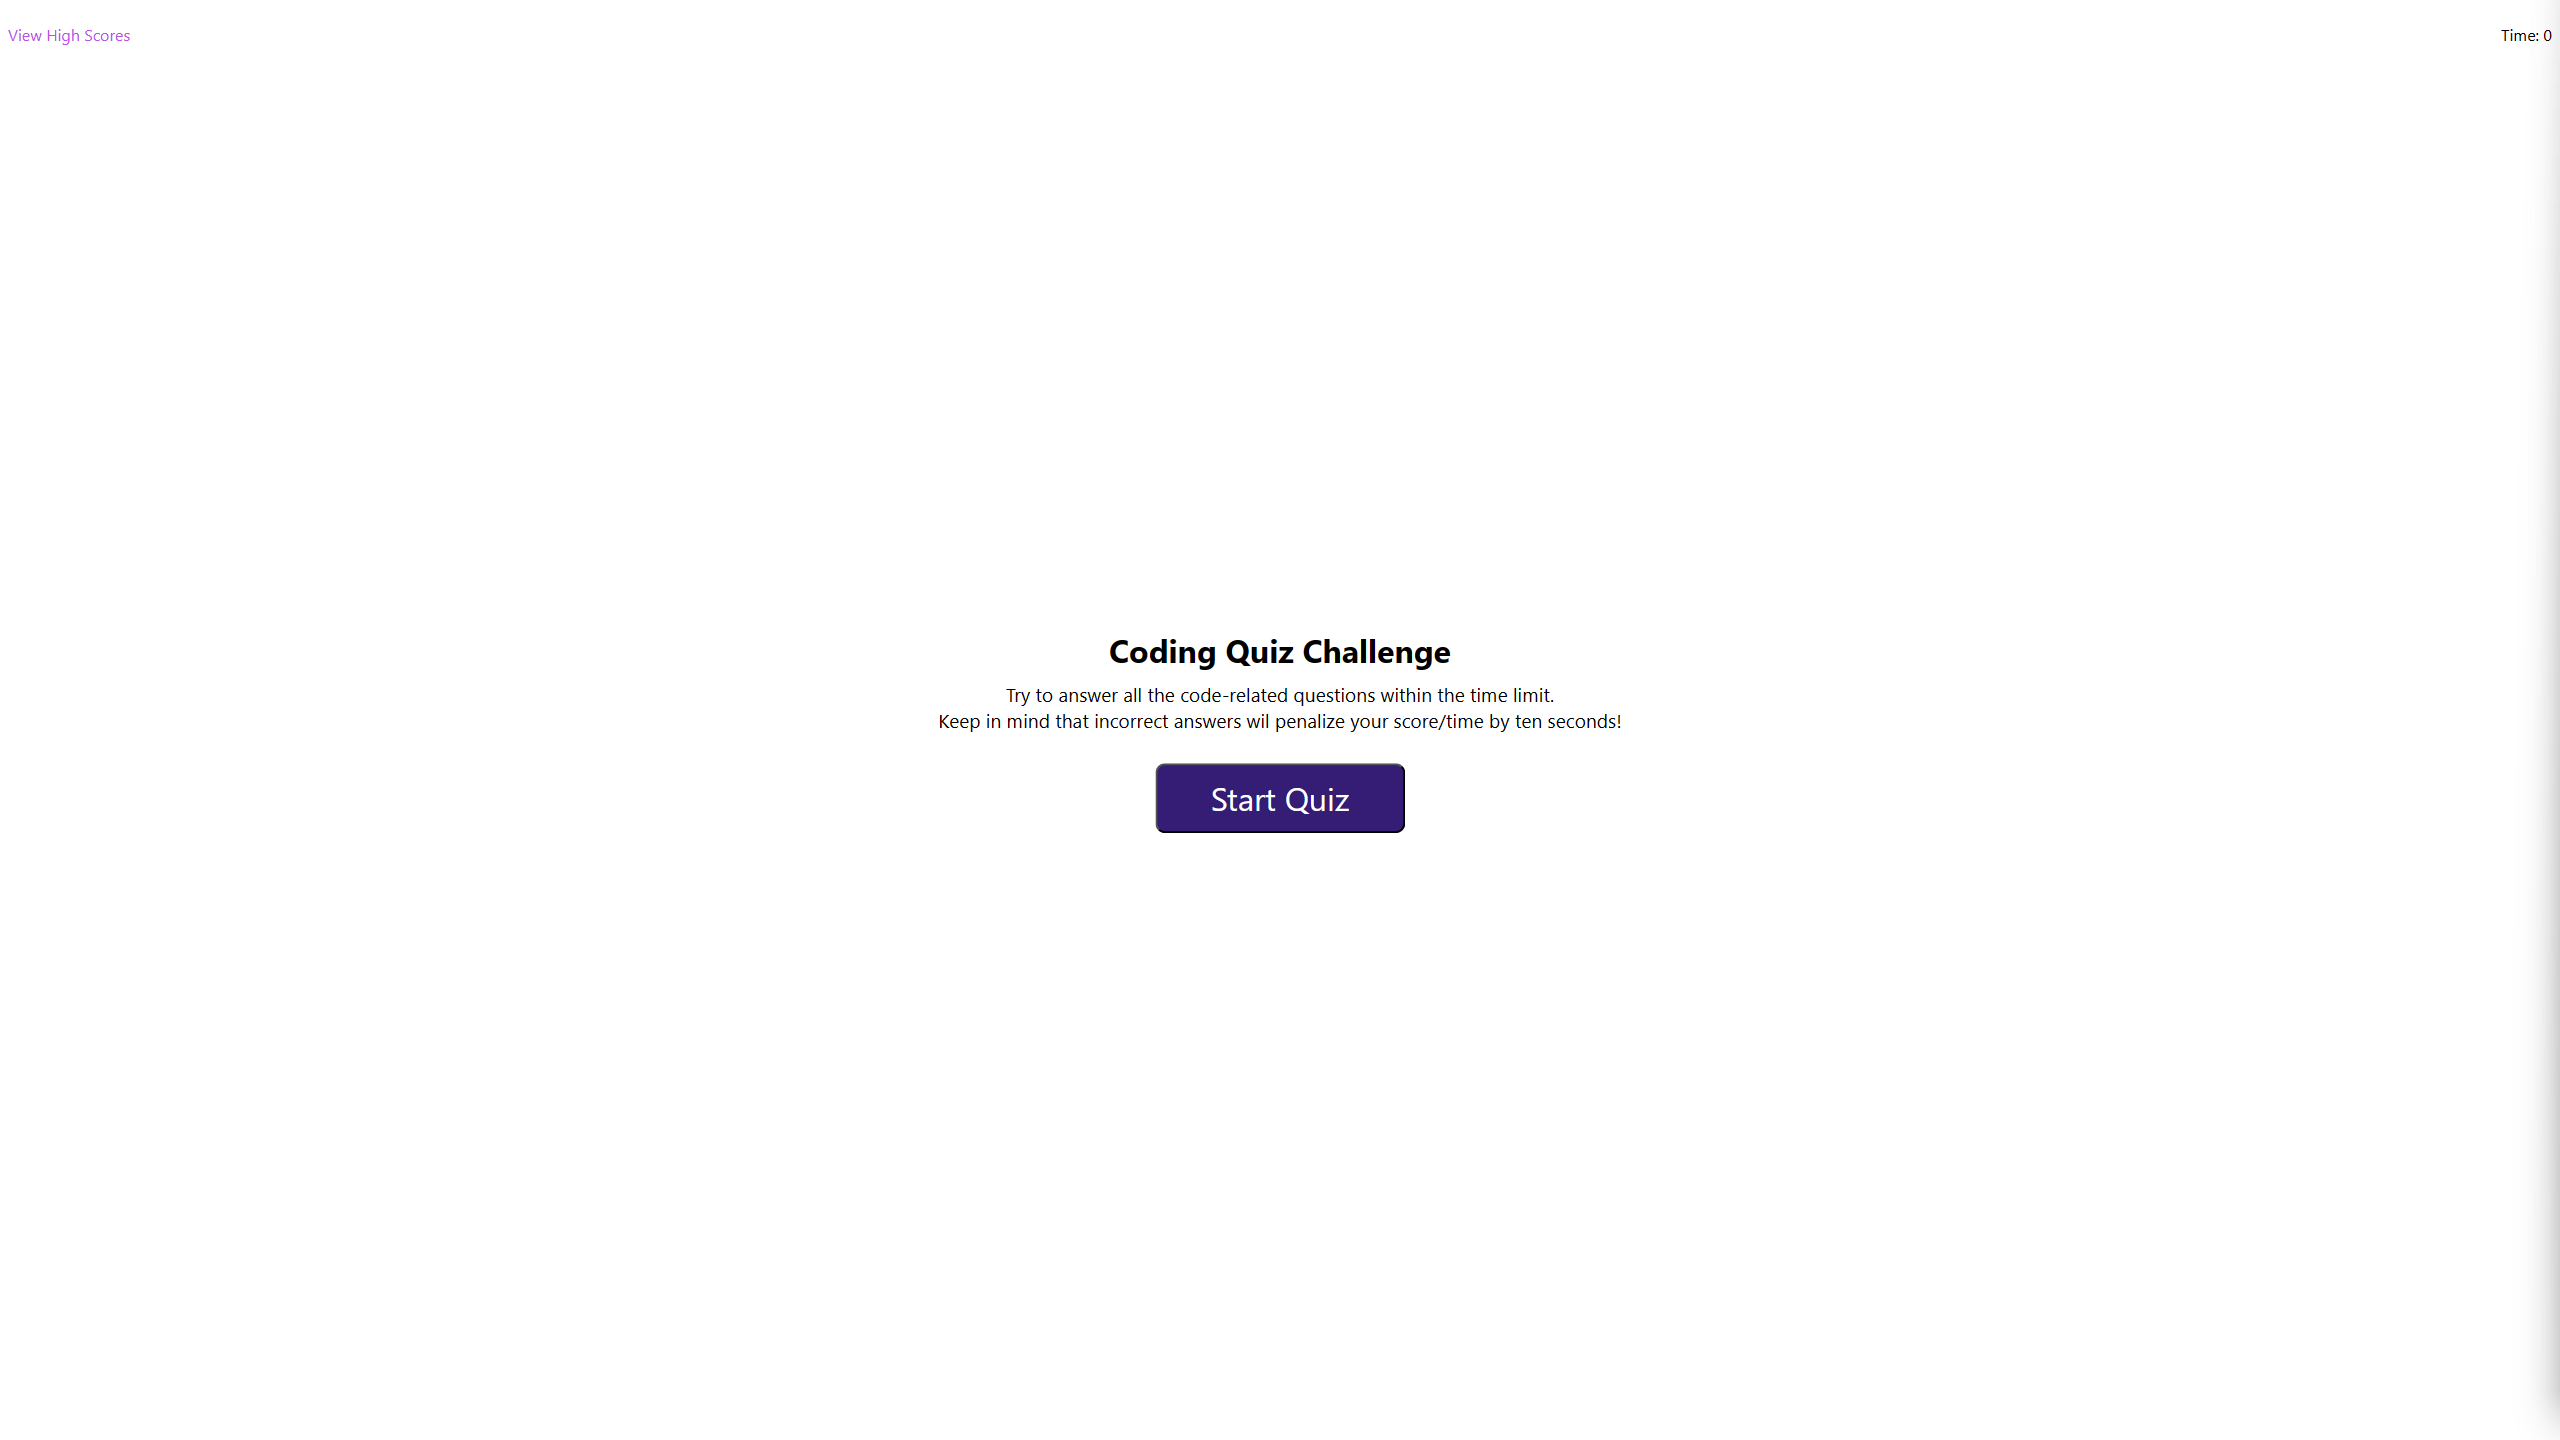 View High Scores
Time: 0
Coding Quiz Challenge
Try to answer all the code-related questions within the time limit.
Keep in mind that incorrect answers wil penalize your score/time by ten seconds!
Start Quiz